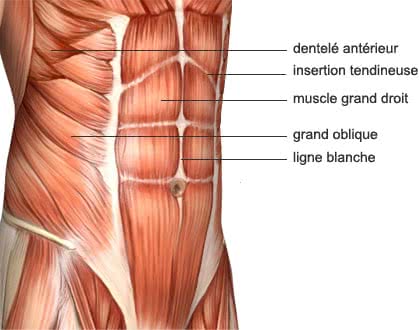 dentelé antérieur
insertion tendineuse
muscle grand droit
grand oblique
ligne blanche